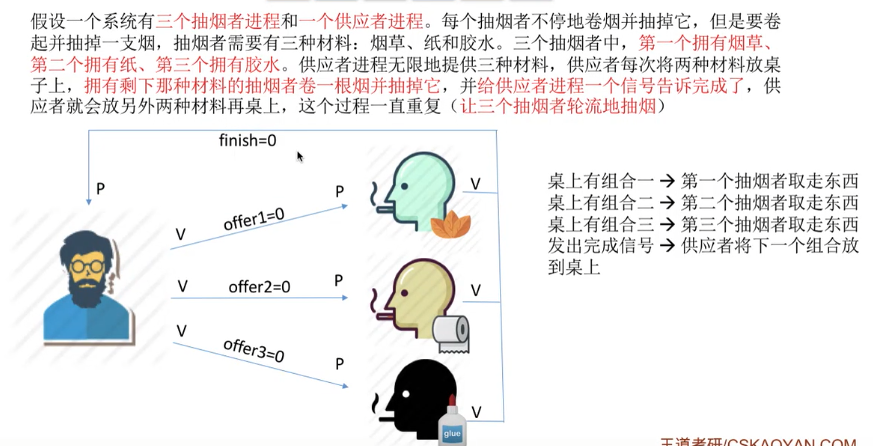 假设一个系统有三个抽烟者进程和一个供应者进程。每个抽烟者不停地卷烟并抽掉它，但是要卷
起并抽掉一支烟，抽烟者需要有三种材料：烟草、纸和胶水。三个抽烟者中，第一个拥有烟草、
第二个拥有纸、第三个拥有胶水。供应者进程无限地提供三种材料，供应者每次将两种材料放桌
子上，拥有剩下那种材料的抽烟者卷一根烟并抽掉它，并给供应者进程一个信号告诉完成了，供
应者就会放另外两种材料再桌上，这个过程一直重复（让三个抽烟者轮流地抽烟）
finish=0
P
V
offer1=0
P
V
V
offer2=0
P
V
V
offer3=0
P
V
glue
桌上有组合一 → 第一个抽烟者取走东西
桌上有组合二 → 第二个抽烟者取走东西
桌上有组合三 → 第三个抽烟者取走东西
发出完成信号 → 供应者将下一个组合放
到桌上
王道考研/CSKAOYAN.COM